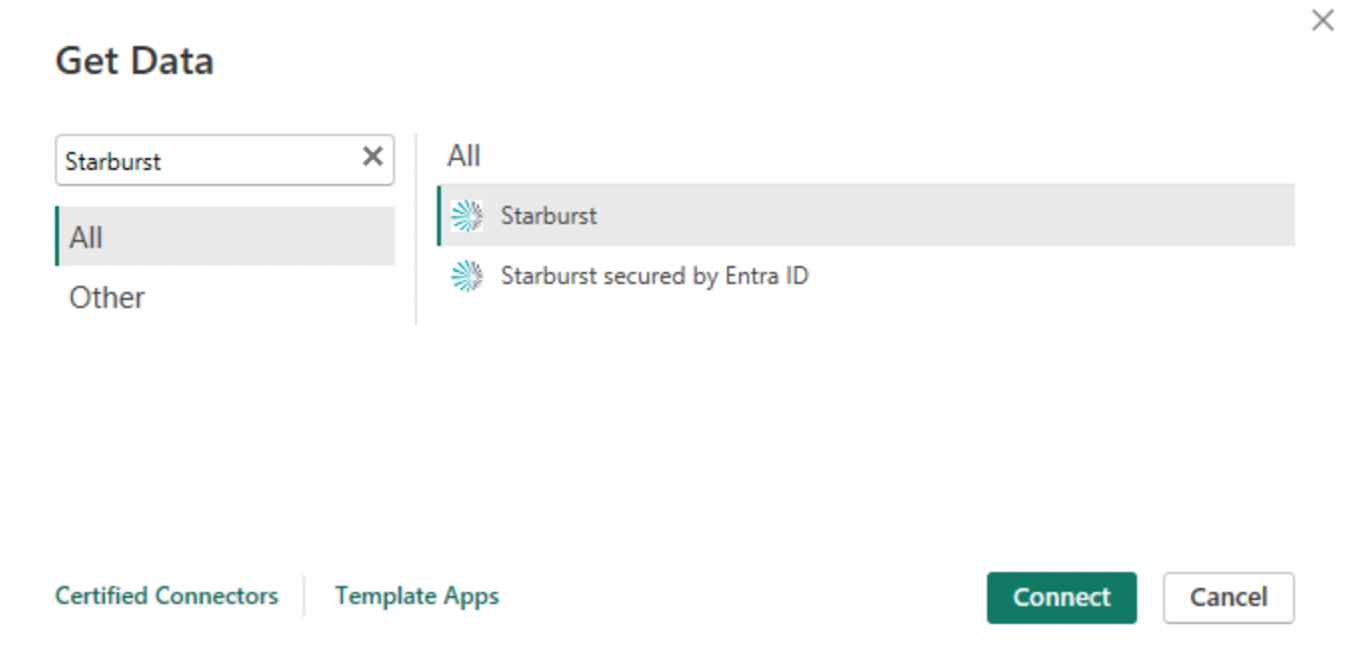 Get Data
Starburst
All
Other
All
Starburst
Starburst secured by Entra ID
Certified Connectors
Template Apps
Connect
Cancel